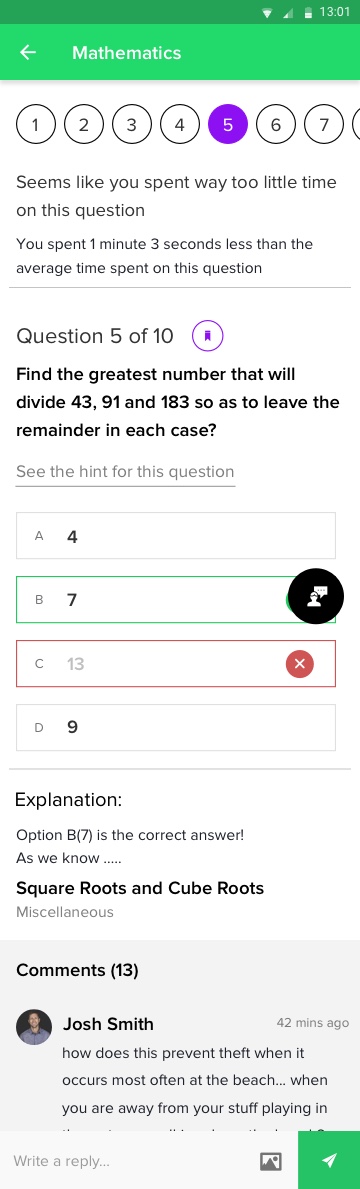 13:01
Mathematics
1 2 3 4 5 6 7
Seems like you spent way too little time
on this question
You spent 1 minute 3 seconds less than the
average time spent on this question
Question 5 of 10
Find the greatest number that will
divide 43, 91 and 183 so as to leave the
remainder in each case?
See the hint for this question
A 4
B 7
C 13
D 9
Explanation:
Option B(7) is the correct answer!
As we know .....
Square Roots and Cube Roots
Miscellaneous
Comments (13)
Josh Smith 42 mins ago
how does this prevent theft when it
occurs most often at the beach... when
you are away from your stuff playing in
Write a reply...